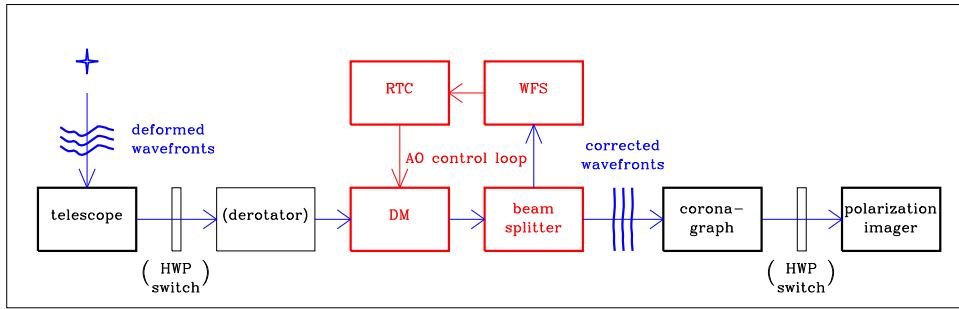 RTC
WFS
deformed
wavefronts
AO control loop
corrected
wavefronts
telescope
(derotator)
DM
beam
splitter
corona-
graph
polarization
imager
(HWP
switch)
(HWP
switch)